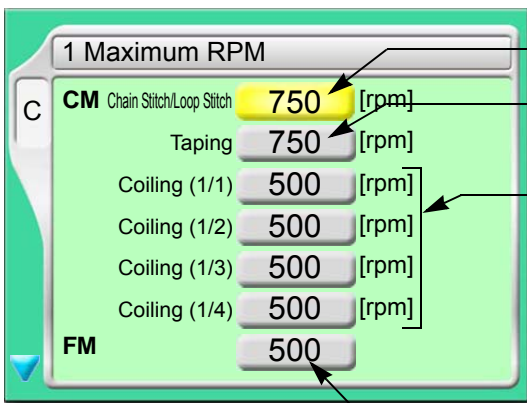 1 Maximum RPM
C
CM Chain Stitch/Loop Stitch 750 [rpm]
Taping 750 [rpm]
Coiling (1/1) 500 [rpm]
Coiling (1/2) 500 [rpm]
Coiling (1/3) 500 [rpm]
Coiling (1/4) 500 [rpm]
FM 500